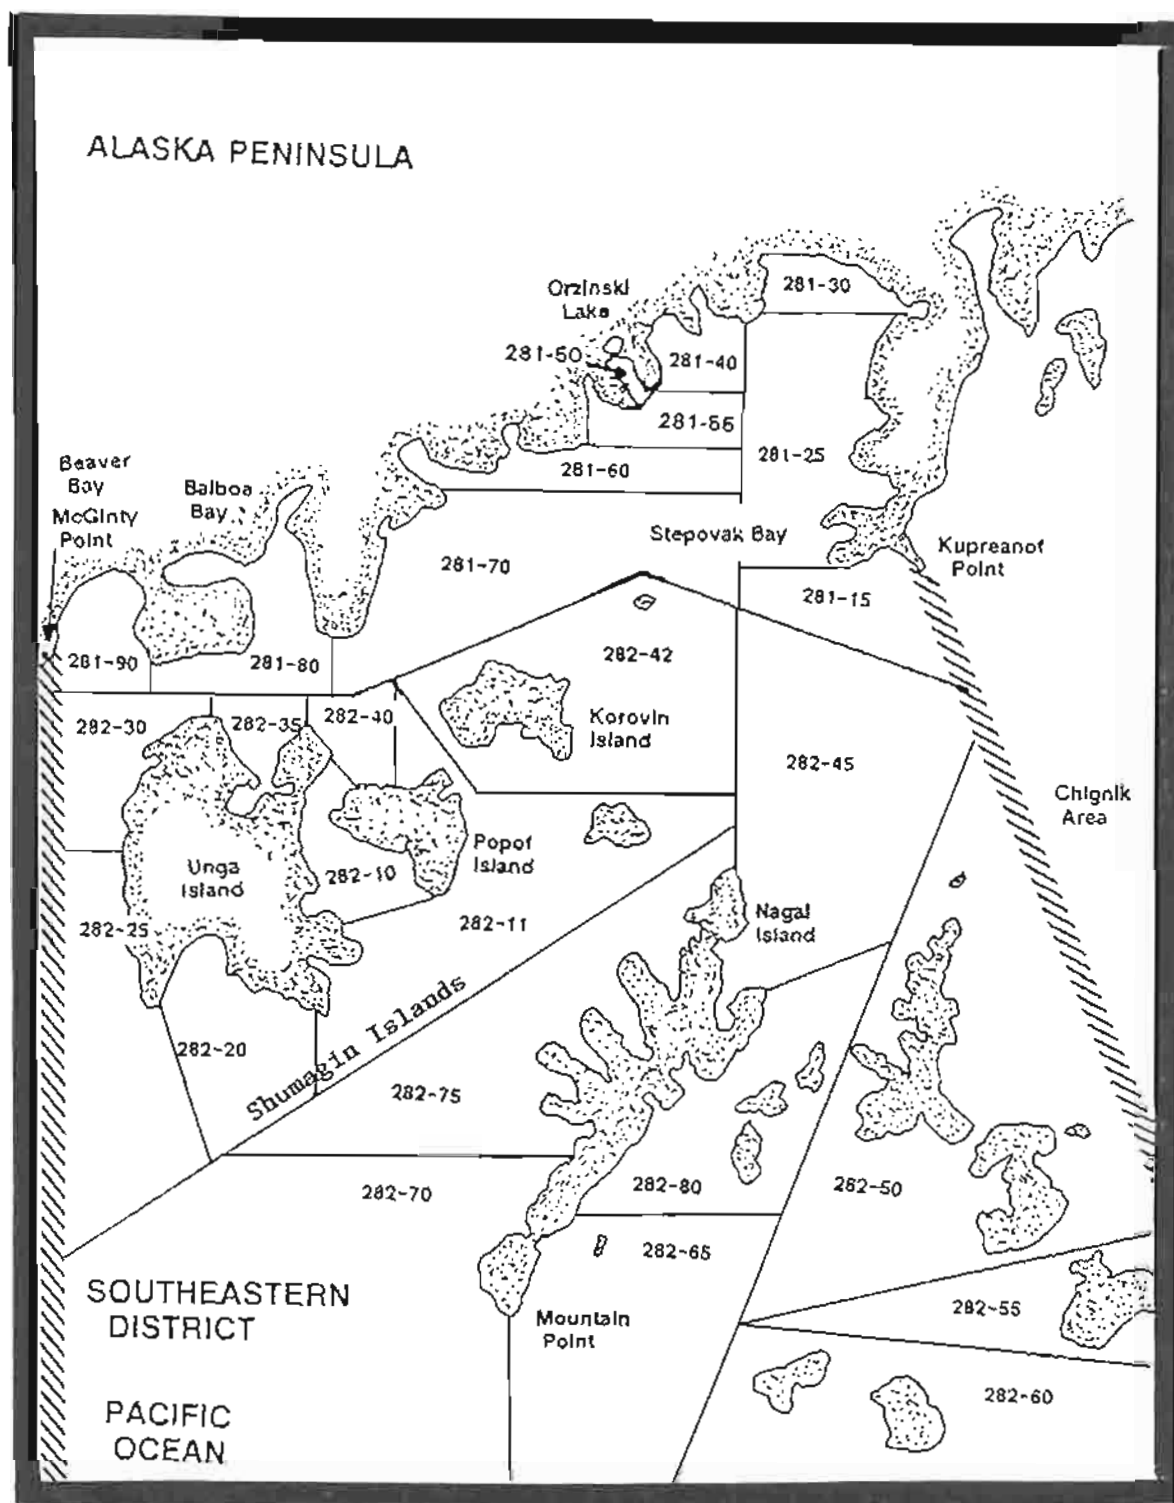 ALASKA PENINSULA
Orzinski
Lake
281-30
281-50
281-40
281-55
281-25
281-60
Beaver
Bay
McGinty
Point
Balboa
Bay
Stepovak Bay
Kupreanof
Point
281-70
281-15
281-90
281-80
282-42
282-30
282-35
282-40
Korovin
Island
282-45
Chignik
Area
Unga
Island
Popof
Island
282-10
282-25
282-11
Nagai
Island
Shumagin Islands
282-20
282-75
282-70
282-80
282-50
282-65
SOUTHEASTERN
DISTRICT
Mountain
Point
282-55
282-60
PACIFIC
OCEAN